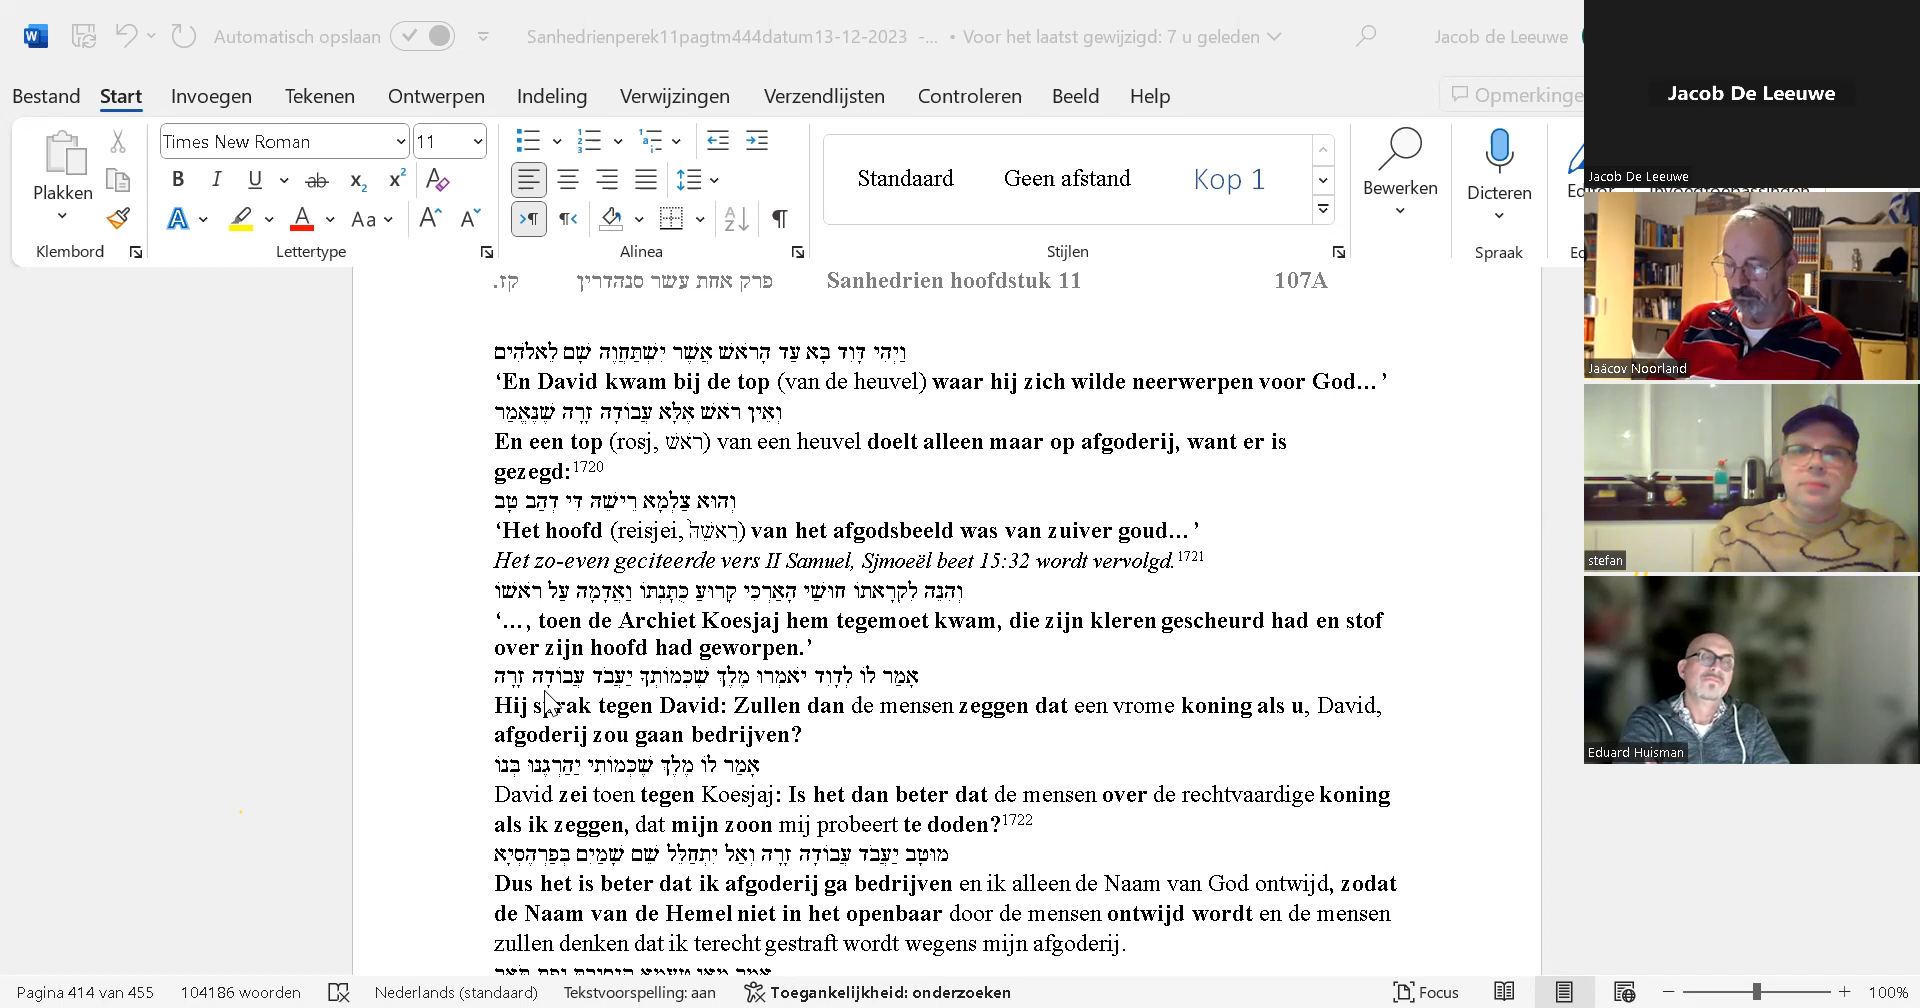 Automatisch opslaan
Sanhedrienperek11pagtm444datum13-12-2023 -... • Voor het laatst gewijzigd: 7 u geleden
Jacob de Leeuwe
Bestand Start Invoegen Tekenen Ontwerpen Indeling Verwijzingen Verzendlijsten Controleren Beeld Help
Opmerkinge
Times New Roman 11
Plakken
Standaard Geen afstand Kop 1
Bewerken Dicteren
Klembord Lettertype Alinea Stijlen Spraak
פרק אחת עשר סנהדרין קז. Sanhedrien hoofdstuk 11 107A
וַיְהִי דָּוִד בָּא עַד הָרֹאשׁ אֲשֶׁר יִשְׁתַּחֲוֶה שָׁם לֵאלֹהִים
‘En David kwam bij de top (van de heuvel) waar hij zich wilde neerwerpen voor God…’
וְאֵין רֹאשׁ אֶלָּא עֲבוֹדָה זָרָה שֶׁנֶּאֱמַר
En een top (rosj, רֹאשׁ) van een heuvel doelt alleen maar op afgoderij, want er is
gezegd:1720
וְהוּא צַלְמָא רֵישֵׁהּ דִּי דְהַב טָב
‘Het hoofd (reisjei, רֵאשֵׁהּ) van het afgodsbeeld was van zuiver goud…’
Het zo-even geciteerde vers II Samuel, Sjmoeël beet 15:32 wordt vervolgd.1721
וְהִנֵּה לִקְרָאתוֹ חוּשַׁי הָאַרְכִּי קָרוּעַ כֻּתָּנְתּוֹ וַאֲדָמָה עַל רֹאשׁוֹ
‘…, toen de Archiet Koesjaj hem tegemoet kwam, die zijn kleren gescheurd had en stof
over zijn hoofd had geworpen.’
אָמַר לוֹ לְדָוִד יֹאמְרוּ מֶלֶךְ שֶׁכְּמוֹתְךָ יַעֲבֹד עֲבוֹדָה זָרָה
Hij sprak tegen David: Zullen dan de mensen zeggen dat een vrome koning als u, David,
afgoderij zou gaan bedrijven?
אָמַר לוֹ מֶלֶךְ שֶׁכְּמוֹתִי יַהַרְגֶנּוּ בְּנוֹ
David zei toen tegen Koesjaj: Is het dan beter dat de mensen over de rechtvaardige koning
als ik zeggen, dat mijn zoon mij probeert te doden?1722
מוּטָב יַעֲבֹד עֲבוֹדָה זָרָה וְאַל יִתְחַלֵּל שֵׁם שָׁמַיִם בְּפַרְהֶסְיָא
Dus het is beter dat ik afgoderij ga bedrijven en ik alleen de Naam van God ontwijd, zodat
de Naam van de Hemel niet in het openbaar door de mensen ontwijd wordt en de mensen
zullen denken dat ik terecht gestraft wordt wegens mijn afgoderij.
Pagina 414 van 455 104186 woorden Nederlands (standaard) Tekstvoorspelling: aan Toegankelijkheid: onderzoeken Focus 100%
Jacob De Leeuwe
Jacob De Leeuwe
Jaäcov Noorland
stefan
Eduard Huisman